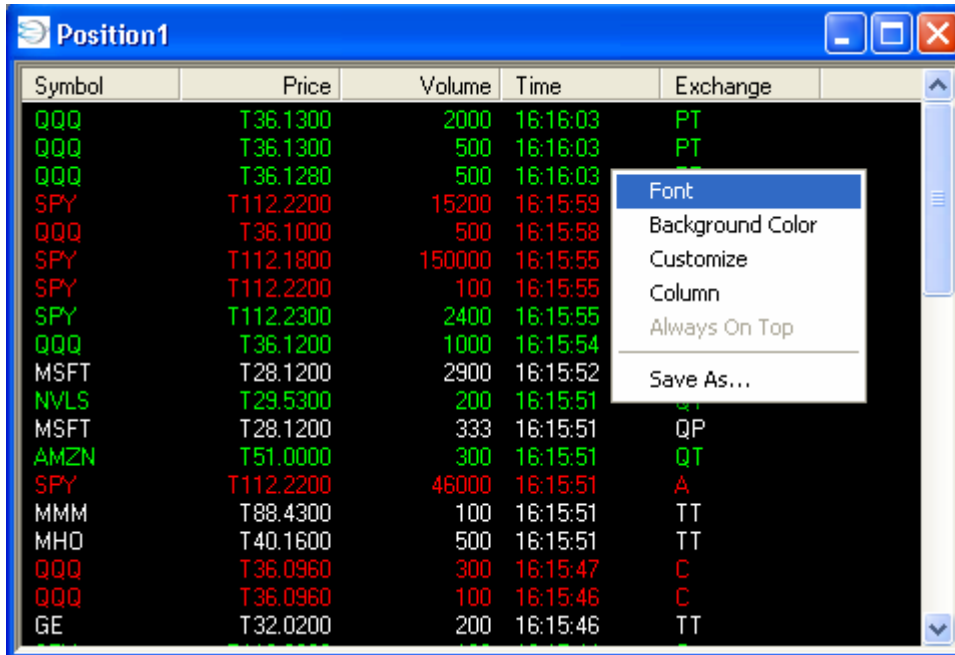 Position1
Symbol Price Volume Time Exchange
QQQ T36.1300 2000 16:16:03 PT
QQQ T36.1300 500 16:16:03 PT
QQQ T36.1280 500 16:16:03
Font
SPY T112.2200 15200 16:15:59
QQQ T36.1000 500 16:15:58
Background Color
SPY T112.1800 150000 16:15:55
Customize
SPY T112.2200 100 16:15:55
Column
SPY T112.2300 2400 16:15:55
Always On Top
QQQ T36.1200 1000 16:15:54
MSFT T28.1200 2900 16:15:52
Save As...
NVLS T29.5300 200 16:15:51
MSFT T28.1200 333 16:15:51 QP
AMZN T51.0000 300 16:15:51 QT
SPY T112.2200 46000 16:15:51 A
MMM T88.4300 100 16:15:51 TT
MHO T40.1600 500 16:15:51 TT
QQQ T36.0960 300 16:15:47 C
QQQ T36.0960 100 16:15:46 C
GE T32.0200 200 16:15:46 TT